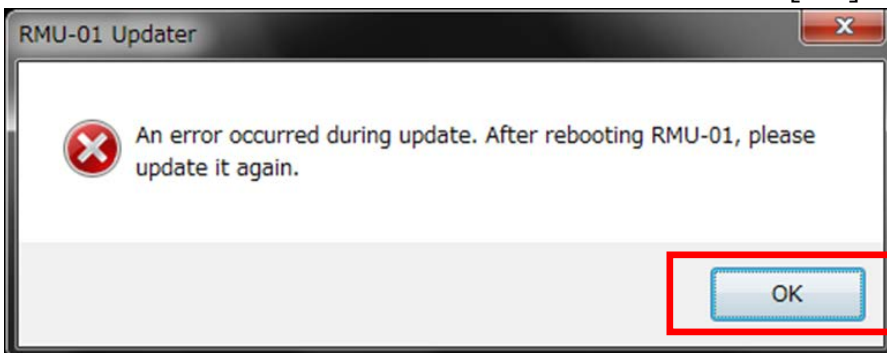 RMU-01 Updater
An error occurred during update. After rebooting RMU-01, please
update it again.
OK